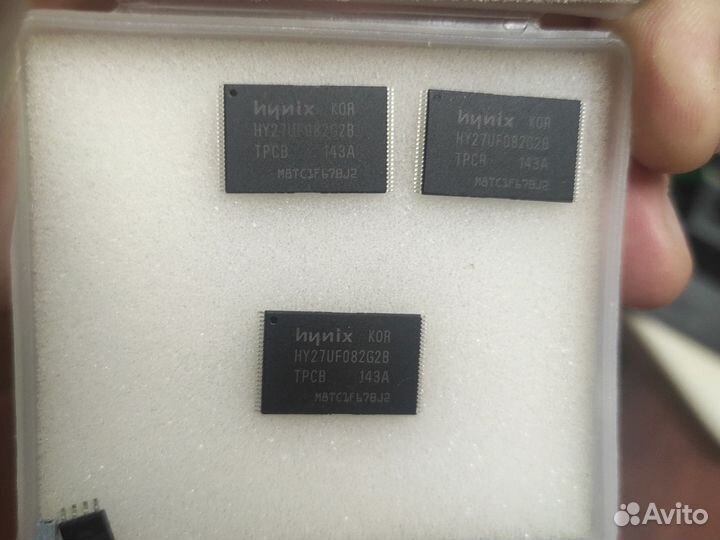 hynix KOR
HY27UF082G2B
TPCB 143A
M8TC1F67BJ2
hynix KOR
HY27UF082G2B
TPCB 143A
M8TC1F67BJ2
hynix KOR
HY27UF082G2B
TPCB 143A
M8TC1F67BJ2
Avito